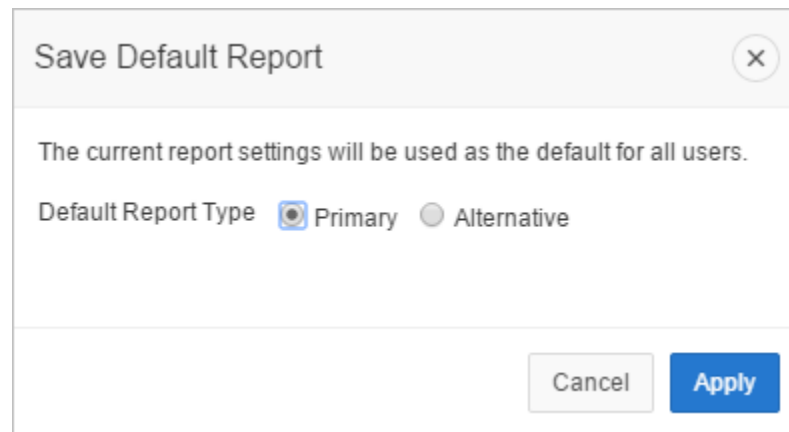 Save Default Report
The current report settings will be used as the default for all users.
Default Report Type Primary Alternative
Cancel Apply